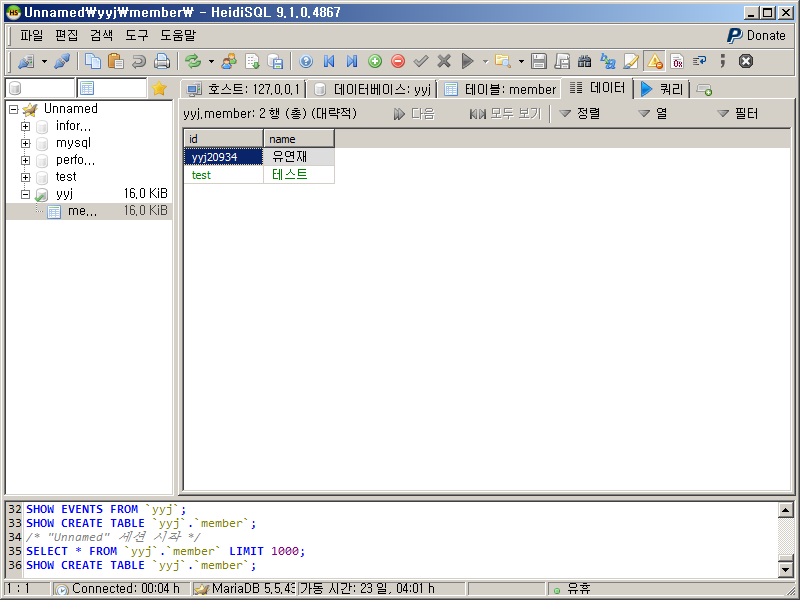 Unnamed₩yyj₩member₩ - HeidiSQL 9.1.0.4867
파일 편집 검색 도구 도움말
Donate
호스트: 127.0.0.1 데이터베이스: yyj 테이블: member 데이터 쿼리
yyj.member: 2 행 (총) (대략적) 다음 모두 보기 정렬 열 필터
Unnamed
infor...
mysql
perfo...
test
yyj 16.0 KiB
me... 16.0 KiB
id name
yyj20934 유연재
test 테스트
32 SHOW EVENTS FROM `yyj`;
33 SHOW CREATE TABLE `yyj`.`member`;
34 /* "Unnamed" 세션 시작 */
35 SELECT * FROM `yyj`.`member` LIMIT 1000;
36 SHOW CREATE TABLE `yyj`.`member`;
1 : 1 Connected: 00:04 h MariaDB 5.5.43 가동 시간: 23 일, 04:01 h 유휴